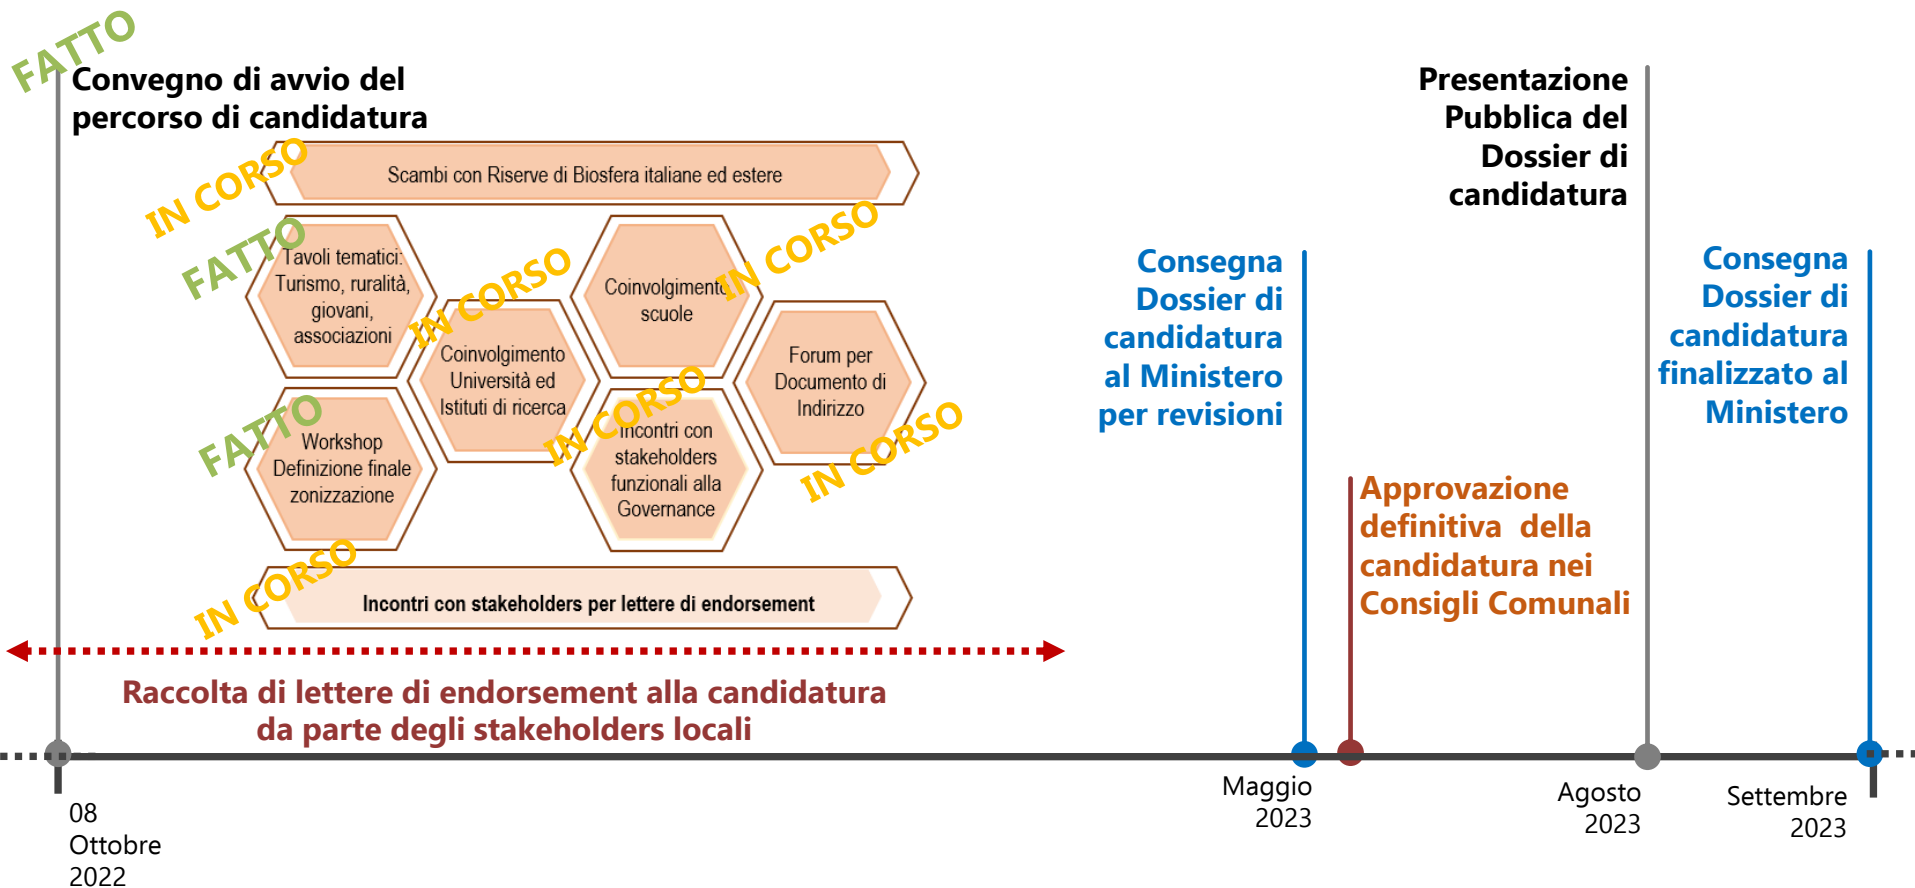 FATTO
Convegno di avvio del
percorso di candidatura
IN CORSO
Scambi con Riserve di Biosfera italiane ed estere
FATTO
Tavoli tematici:
Turismo, ruralità,
giovani,
associazioni
IN CORSO
Coinvolgimento
Università ed
Istituti di ricerca
IN CORSO
Coinvolgimento
scuole
IN CORSO
Forum per
Documento di
Indirizzo
FATTO
Workshop
Definizione finale
zonizzazione
IN CORSO
Incontri con
stakeholders
funzionali alla
Governance
IN CORSO
Incontri con stakeholders per lettere di endorsement
Raccolta di lettere di endorsement alla candidatura
da parte degli stakeholders locali
Consegna
Dossier di
candidatura
al Ministero
per revisioni
Approvazione
definitiva della
candidatura nei
Consigli Comunali
Presentazione
Pubblica del
Dossier di
candidatura
Consegna
Dossier di
candidatura
finalizzato al
Ministero
08
Ottobre
2022
Maggio
2023
Agosto
2023
Settembre
2023